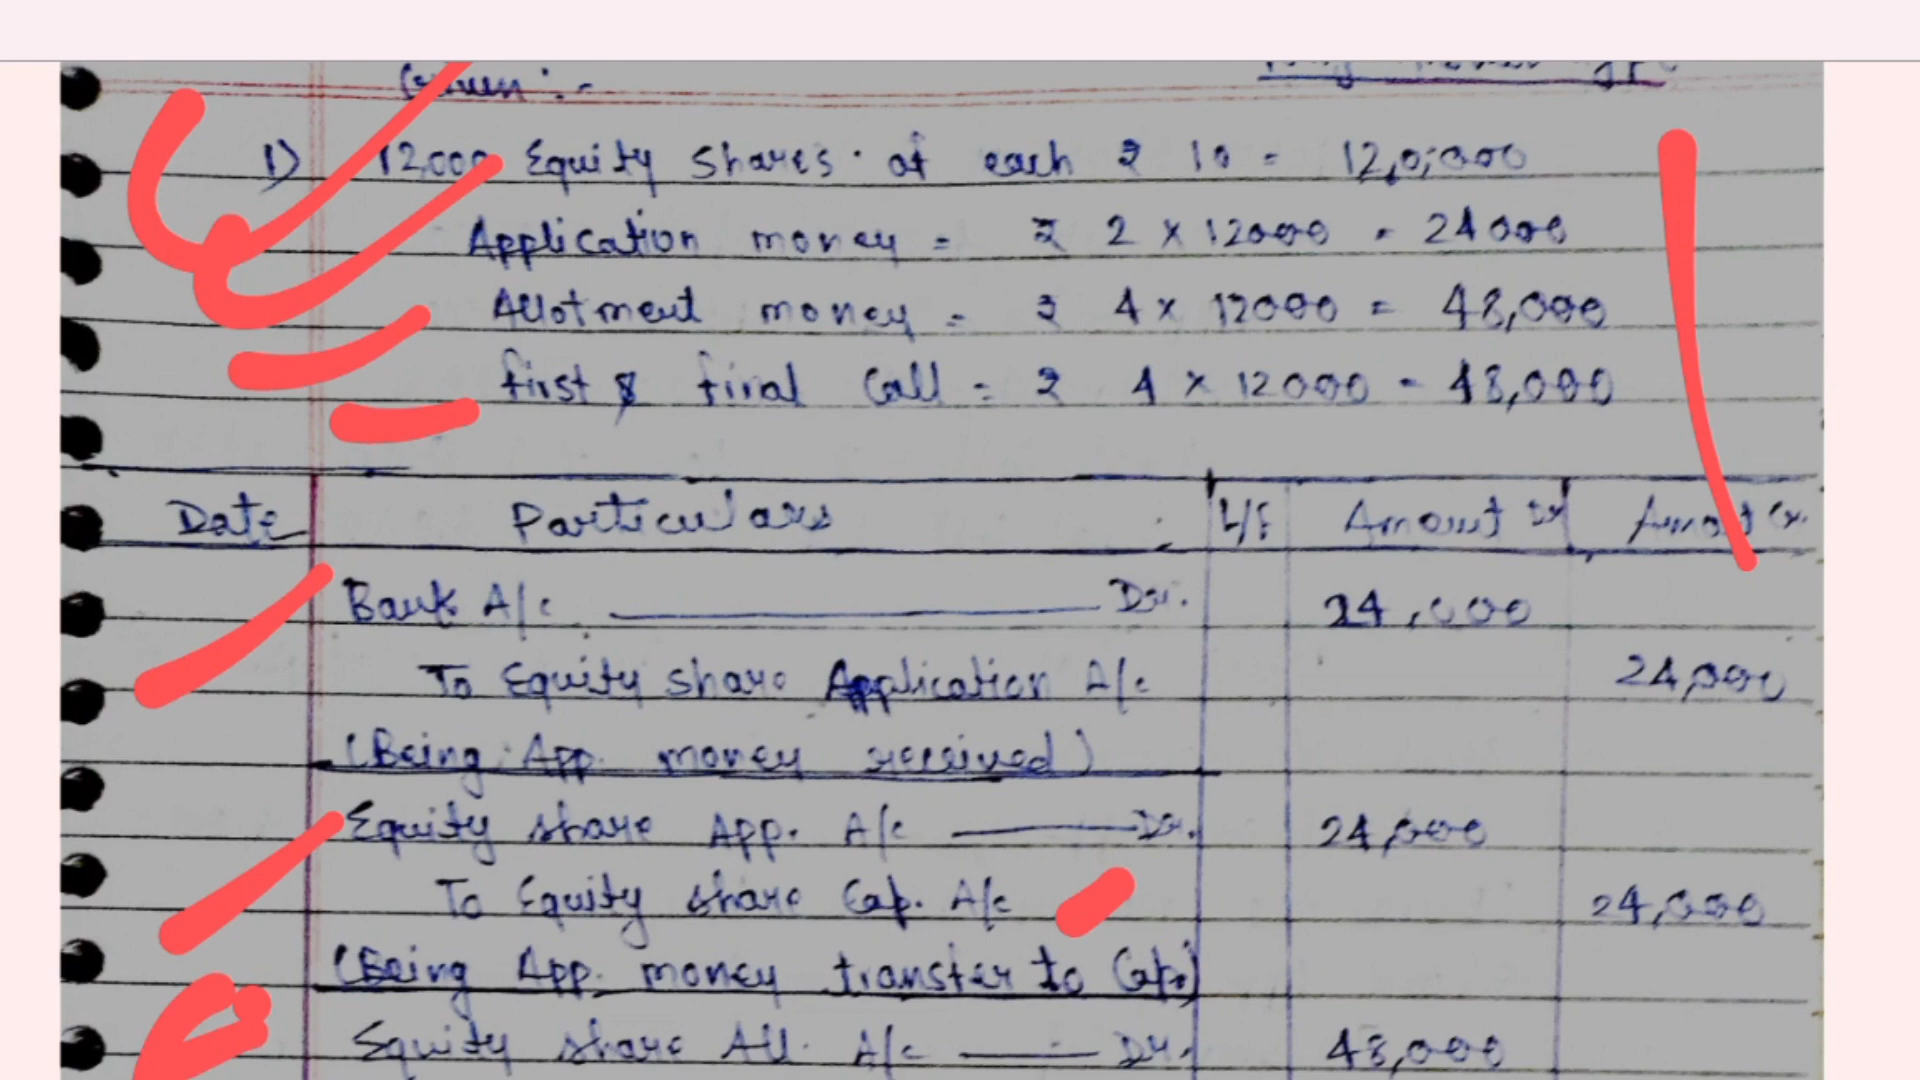 Given :-
1) 12,000 Equity Shares of each ₹ 10 = 12,0,000
Application money = ₹ 2 x 12000 = 24000
Allotment money = ₹ 4 x 12000 = 48,000
first & final Call = ₹ 4 x 12000 = 48,000
Date Particulars L/F Amount Dr Amount Cr.
Bank A/c Dr. 24,000
To Equity share Application A/c 24,000
(Being App. money received)
Equity share App. A/c Dr. 24,000
To Equity share Cap. A/c 24,000
(Being App. money transfer to Cap.)
Equity share All. A/c Dr. 48,000